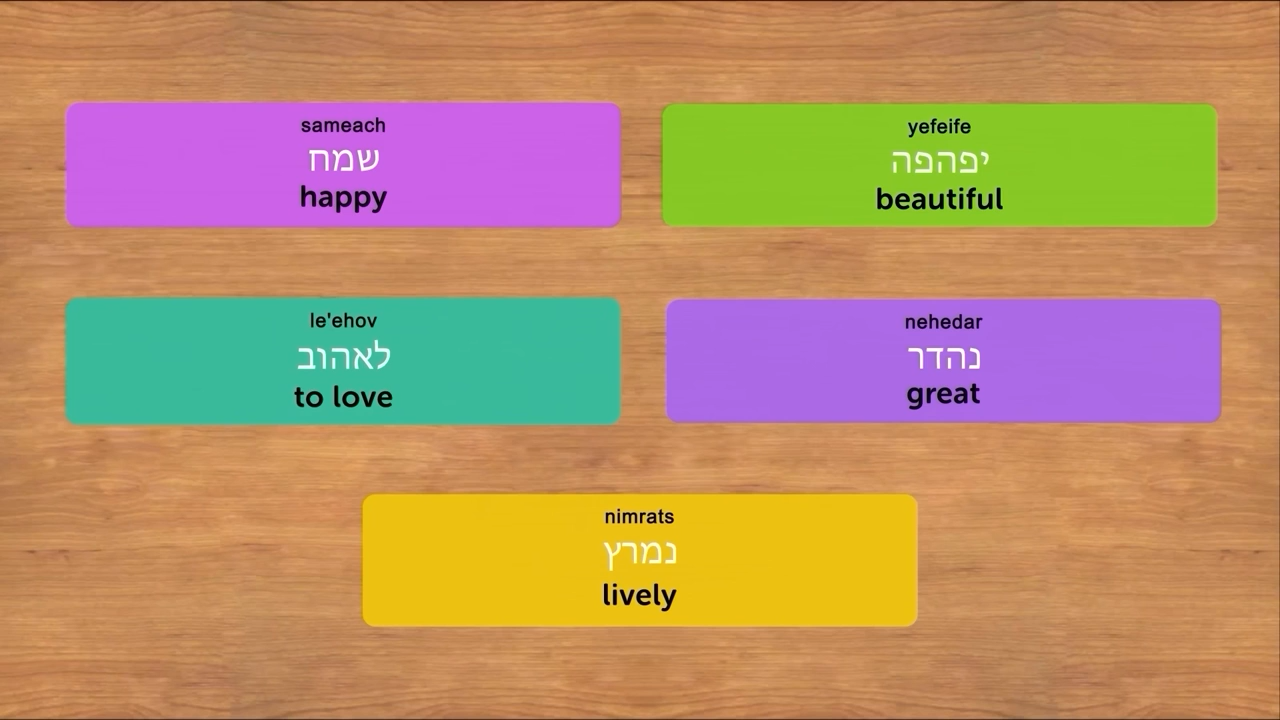 sameach
שמח
happy
yefeife
יפהפה
beautiful
le'ehov
לאהוב
to love
nehedar
נהדר
great
nimrats
נמרץ
lively